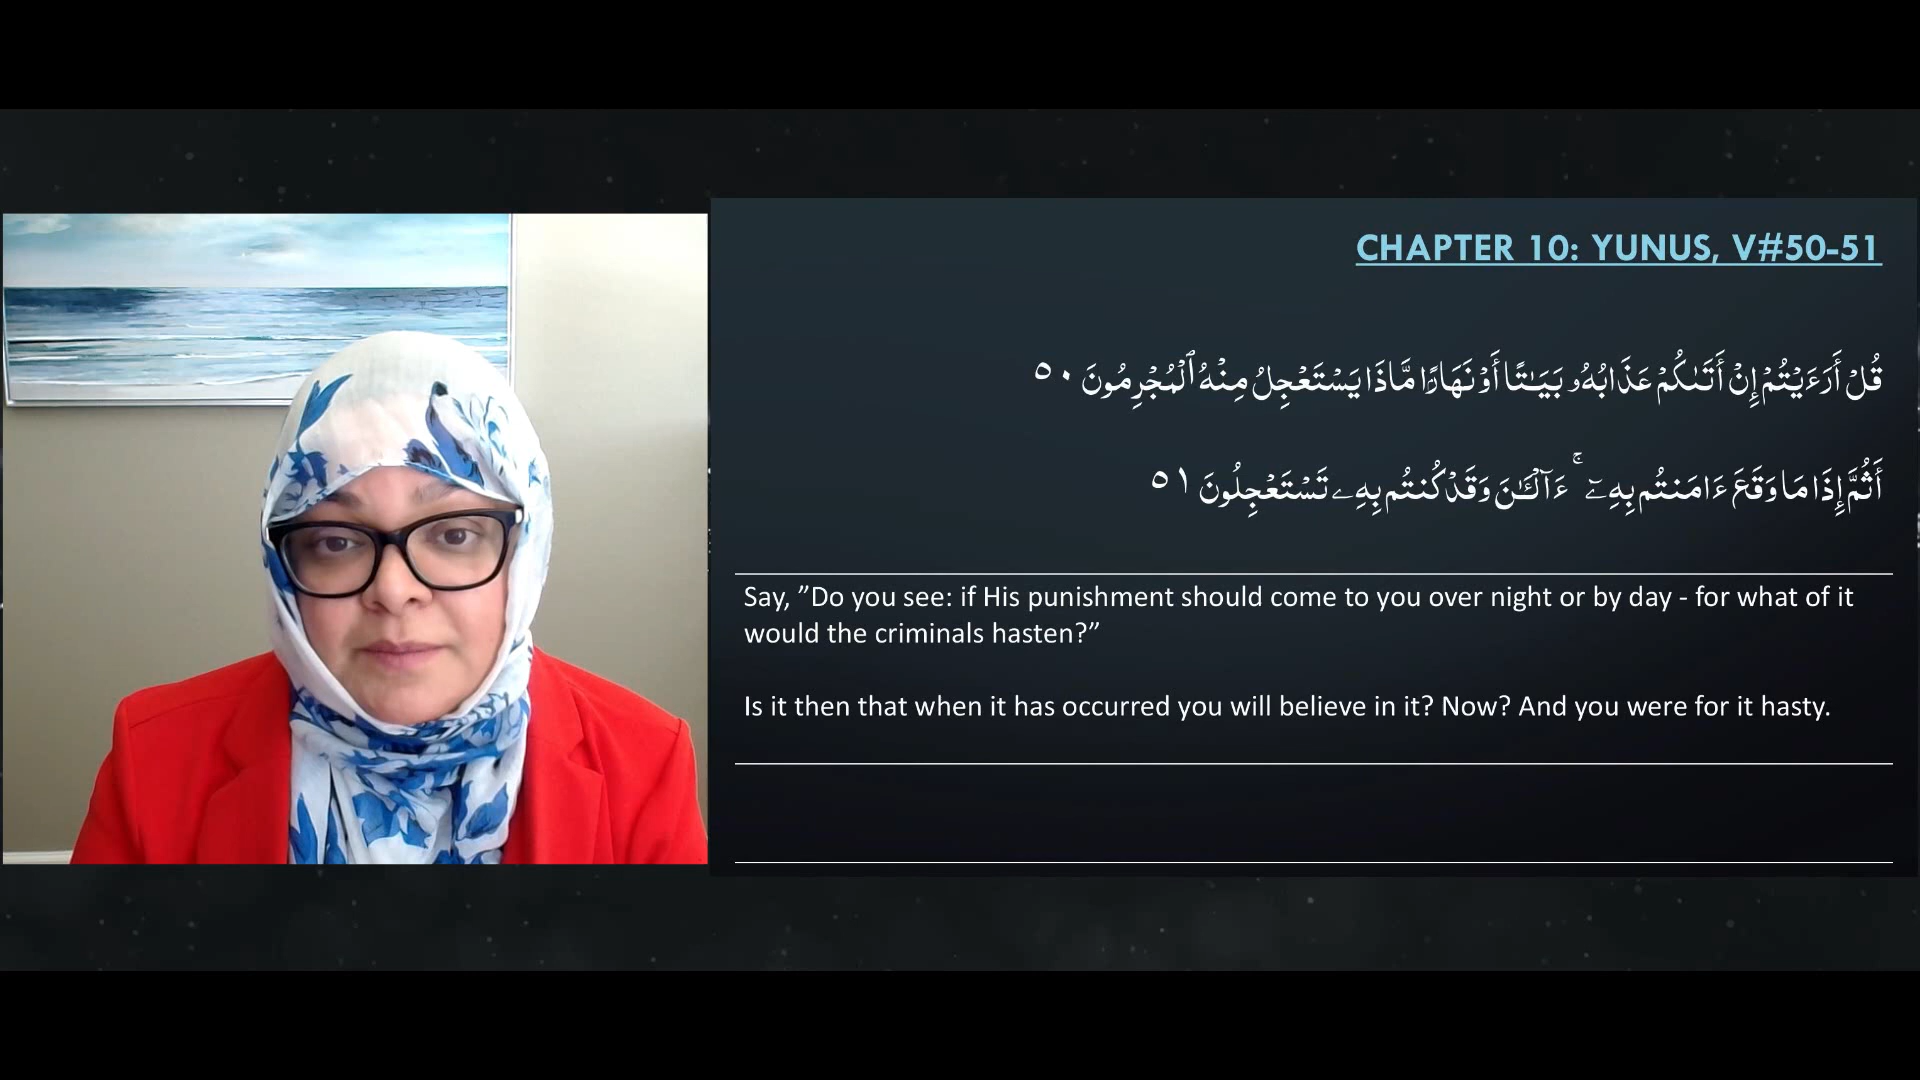 CHAPTER 10: YUNUS, V#50-51
قُلْ أَرَءَيْتُمْ إِنْ أَتَىٰكُمْ عَذَابُهُۥ بَيَـٰتًا أَوْ نَهَارًا مَّاذَا يَسْتَعْجِلُ مِنْهُ ٱلْمُجْرِمُونَ ٥٠
أَثُمَّ إِذَا مَا وَقَعَ ءَامَنتُم بِهِۦٓ ۚ ءَآلْـَٔـٰنَ وَقَدْ كُنتُم بِهِۦ تَسْتَعْجِلُونَ ٥١
Say, ”Do you see: if His punishment should come to you over night or by day - for what of it
would the criminals hasten?”
Is it then that when it has occurred you will believe in it? Now? And you were for it hasty.